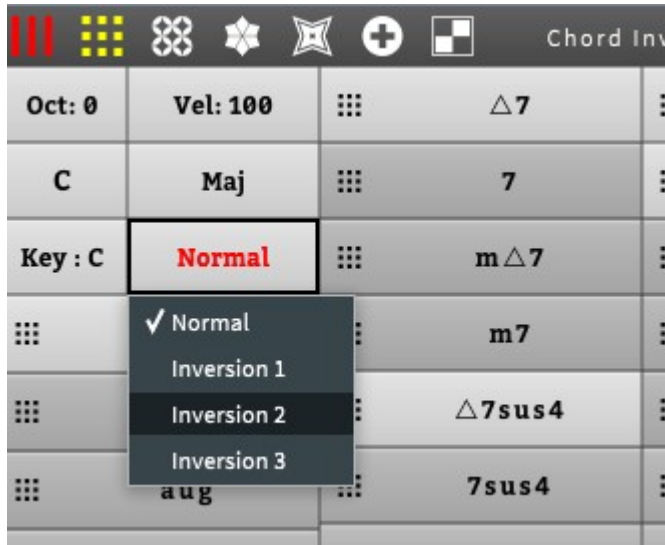 Chord Inv
Oct: 0
Vel: 100
△7
C
Maj
7
Key : C
Normal
m△7
✓ Normal
Inversion 1
Inversion 2
Inversion 3
m7
△7sus4
aug
7sus4